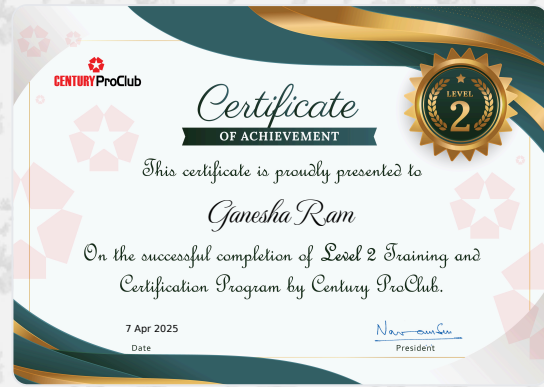 CENTURY ProClub
LEVEL
2
Certificate
OF ACHIEVEMENT
This certificate is proudly presented to
Ganesha Ram
On the successful completion of Level 2 Training and
Certification Program by Century ProClub.
7 Apr 2025
Date
President